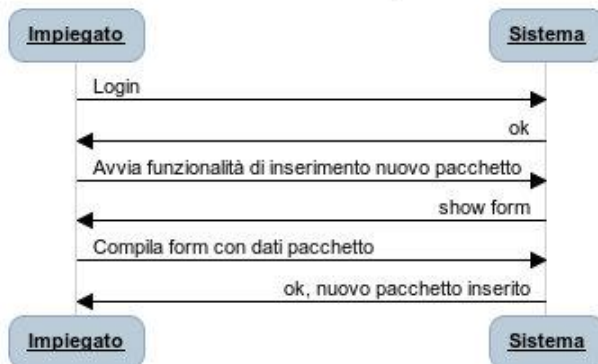 Impiegato
Sistema
Login
ok
Avvia funzionalità di inserimento nuovo pacchetto
show form
Compila form con dati pacchetto
ok, nuovo pacchetto inserito
Impiegato
Sistema